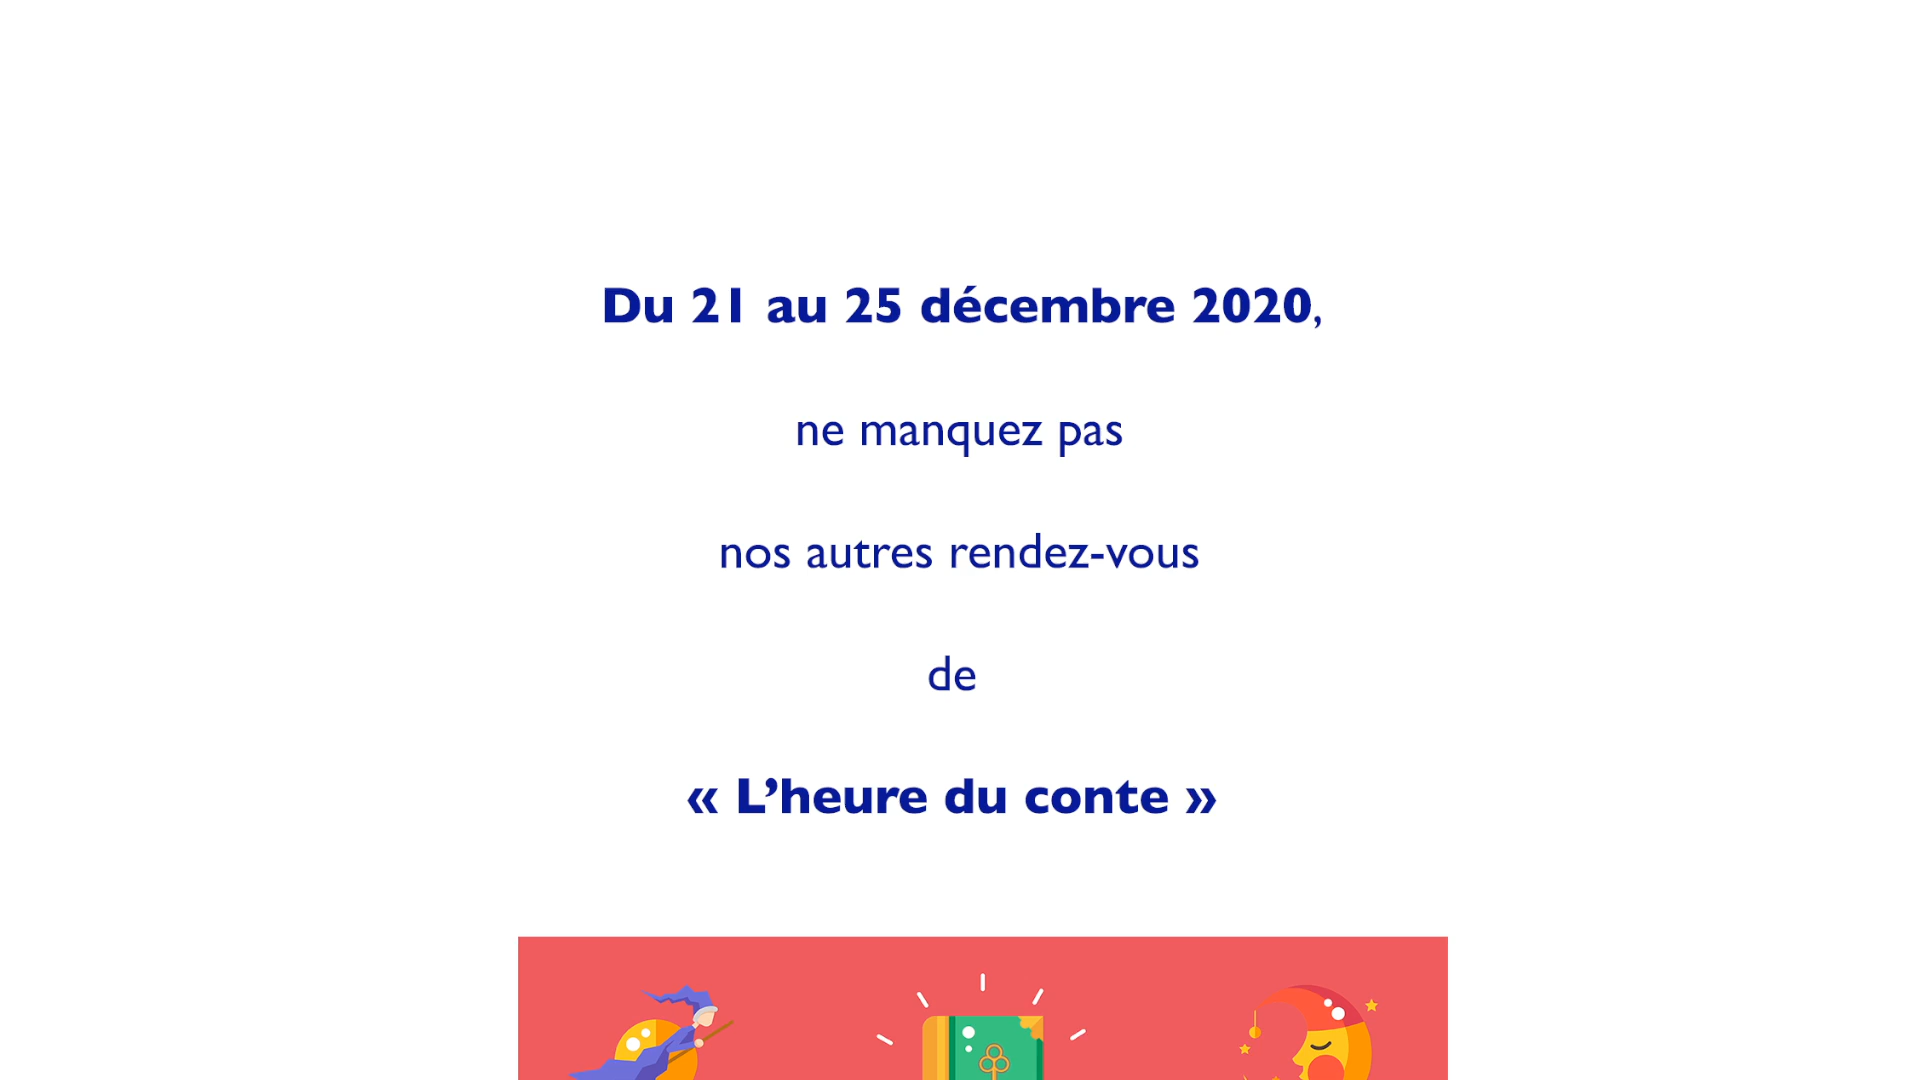 Du 21 au 25 décembre 2020,
ne manquez pas
nos autres rendez-vous
de
« L’heure du conte »